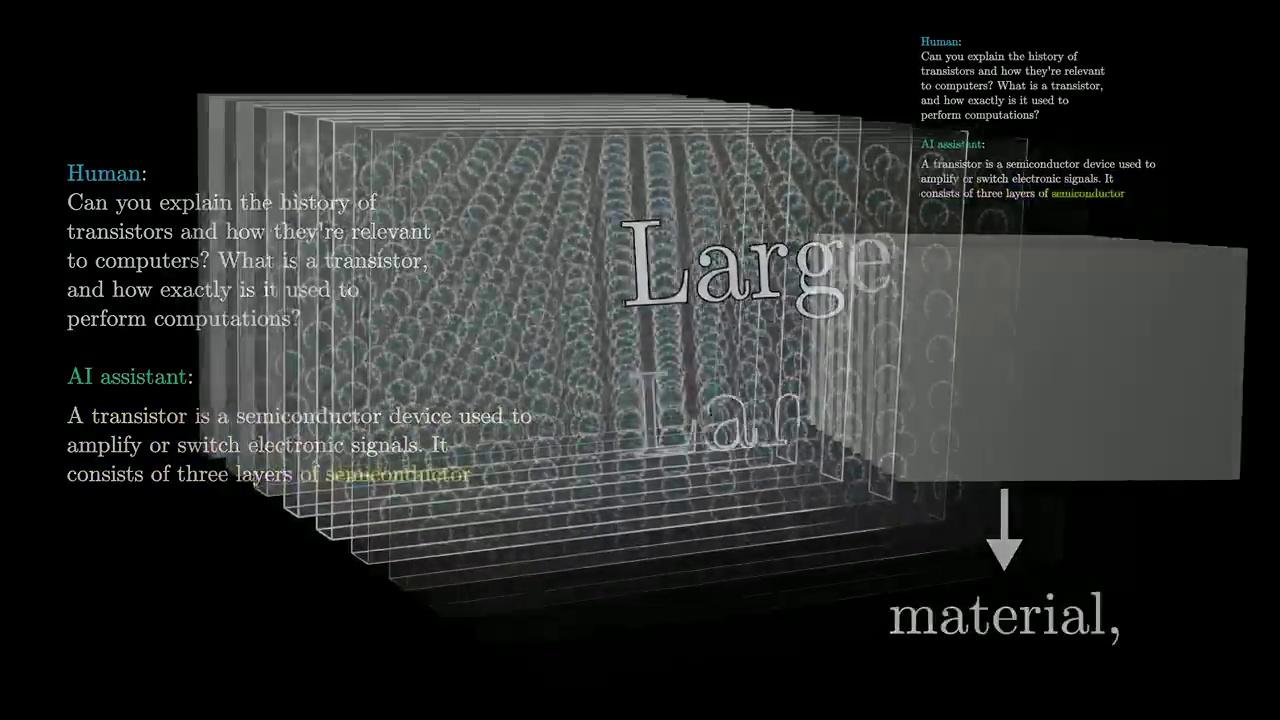 Human:
Can you explain the history of
transistors and how they're relevant
to computers? What is a transistor,
and how exactly is it used to
perform computations?
AI assistant:
A transistor is a semiconductor device used to
amplify or switch electronic signals. It
consists of three layers of semiconductor
Large
Lan
Human:
Can you explain the history of
transistors and how they're relevant
to computers? What is a transistor,
and how exactly is it used to
perform computations?
AI assistant:
A transistor is a semiconductor device used to
amplify or switch electronic signals. It
consists of three layers of semiconductor
material,